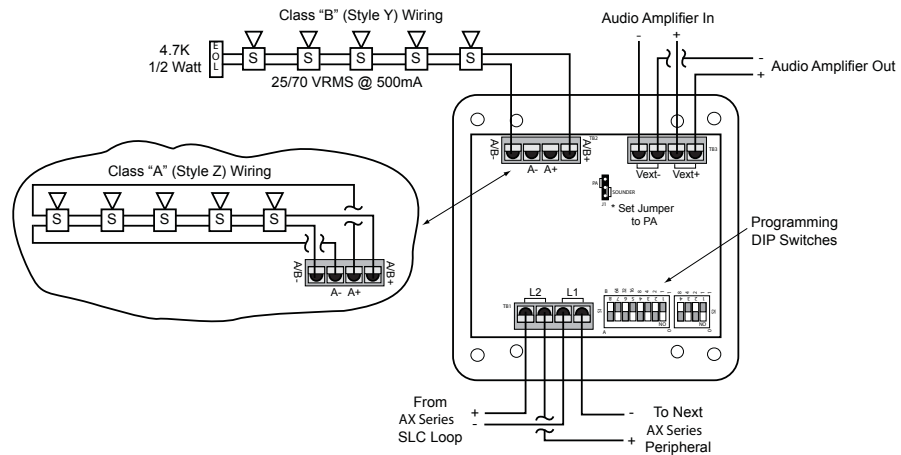 Class “B” (Style Y) Wiring
4.7K
1/2 Watt
EOL
S S S S S
25/70 VRMS @ 500mA
Audio Amplifier In
- +
-
+
Audio Amplifier Out
Class “A” (Style Z) Wiring
S S S S S
A/B- A- A+ A/B+
TB2
A/B- A- A+ A/B+
TB3
Vext- Vext+
PA
SOUNDER
J1
* Set Jumper
to PA
Programming
DIP Switches
TB1
L2 L1
From
AX Series
SLC Loop
+
-
-
+
To Next
AX Series
Peripheral